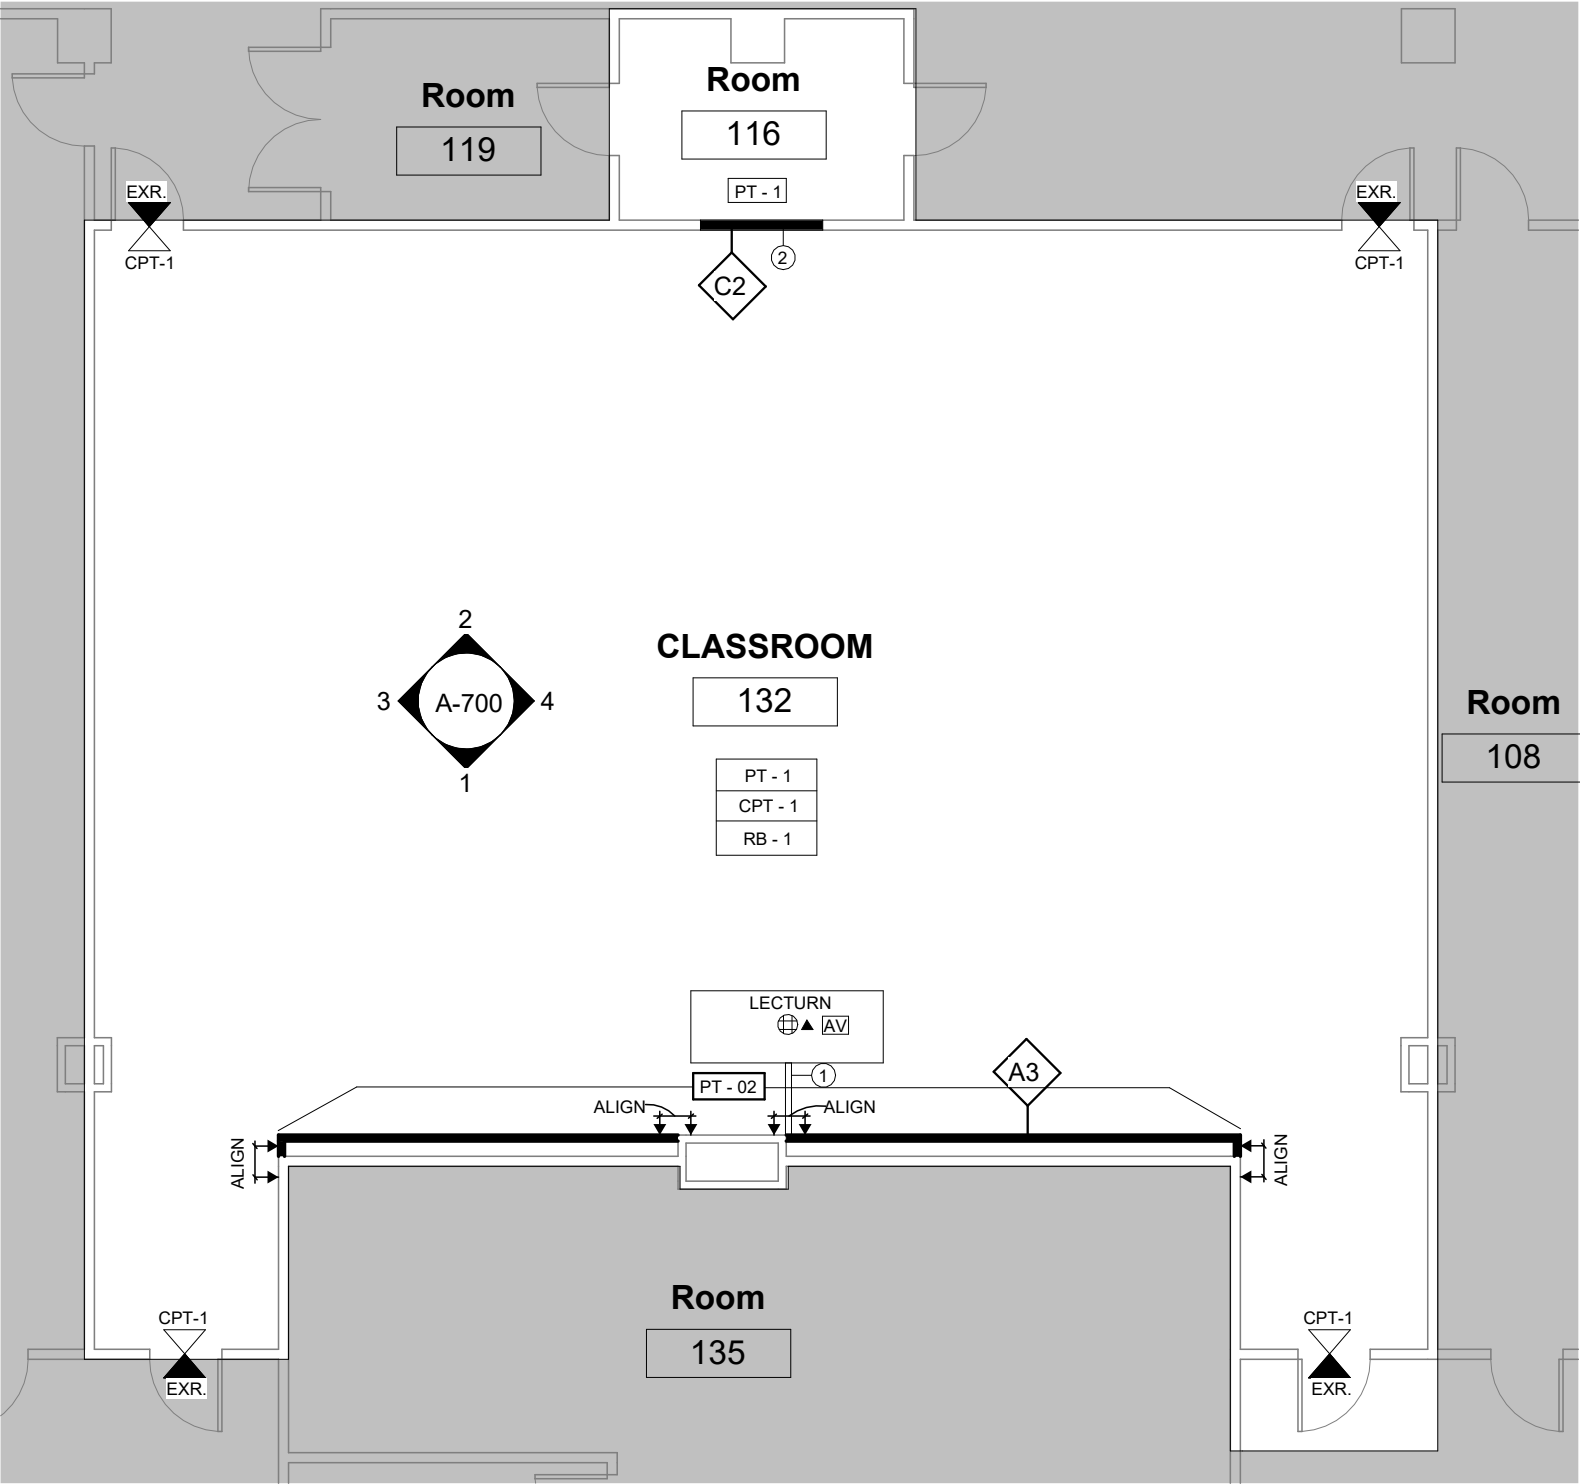 Room
119
Room
116
PT - 1
EXR.
CPT-1
EXR.
CPT-1
2
C2
2
3
A-700
4
1
CLASSROOM
132
PT - 1
CPT - 1
RB - 1
Room
108
LECTURN
AV
1
PT - 02
A3
ALIGN
ALIGN
ALIGN
ALIGN
Room
135
CPT-1
EXR.
CPT-1
EXR.